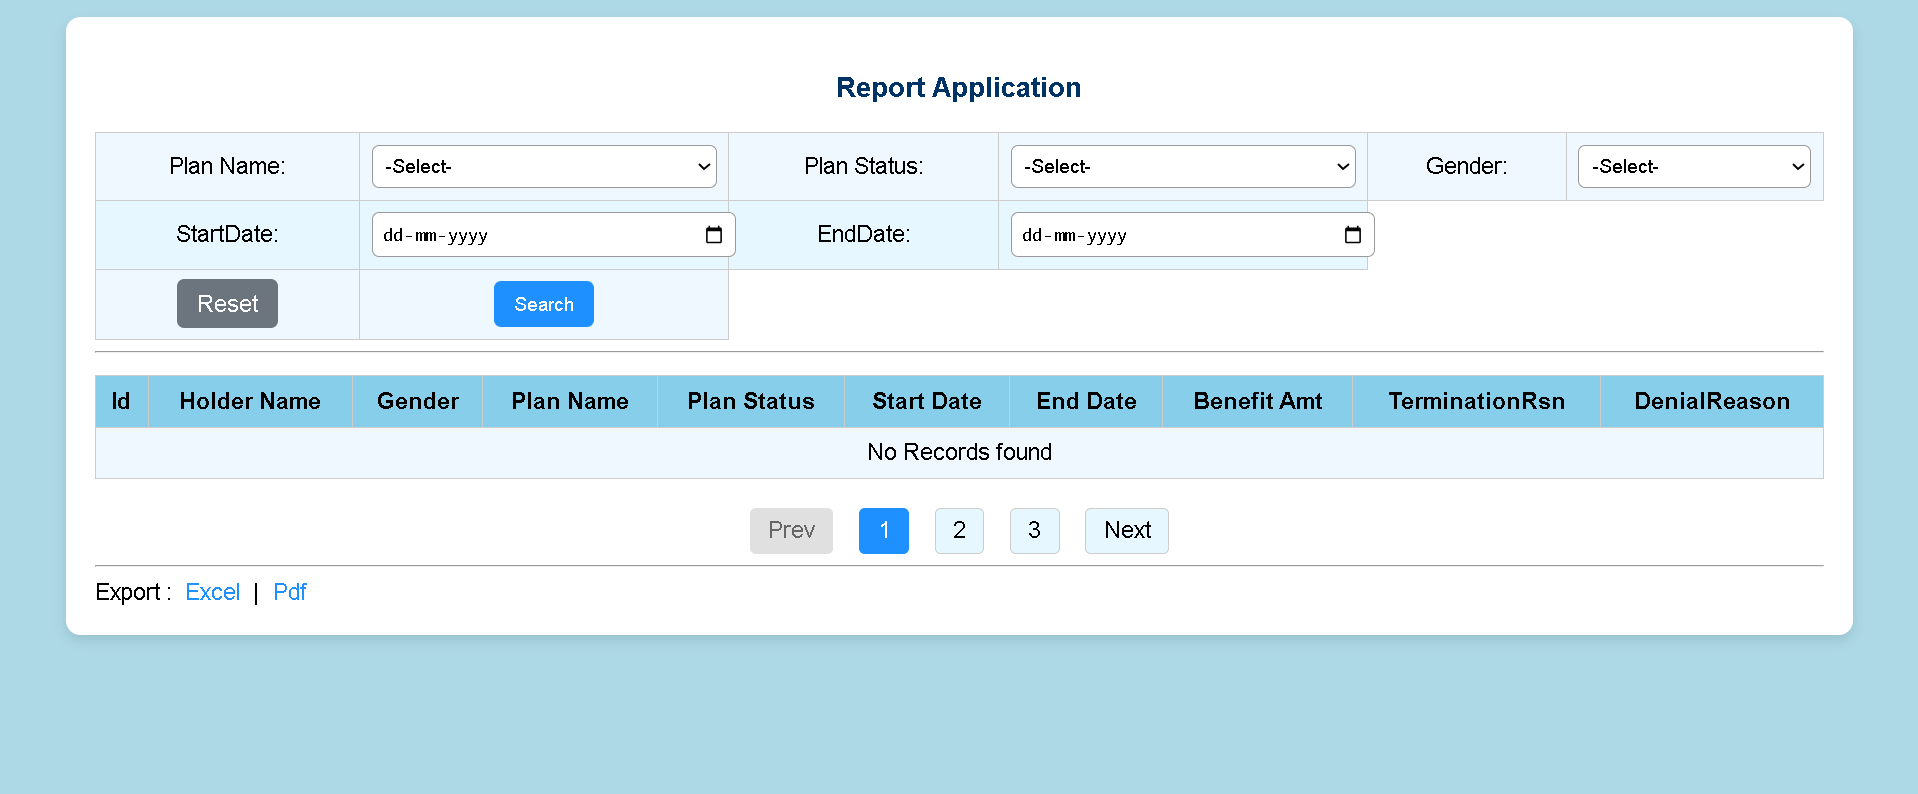 Report Application
Plan Name: -Select- Plan Status: -Select- Gender: -Select-
StartDate: dd-mm-yyyy EndDate: dd-mm-yyyy
Reset Search
Id Holder Name Gender Plan Name Plan Status Start Date End Date Benefit Amt TerminationRsn DenialReason
No Records found
Prev 1 2 3 Next
Export : Excel | Pdf